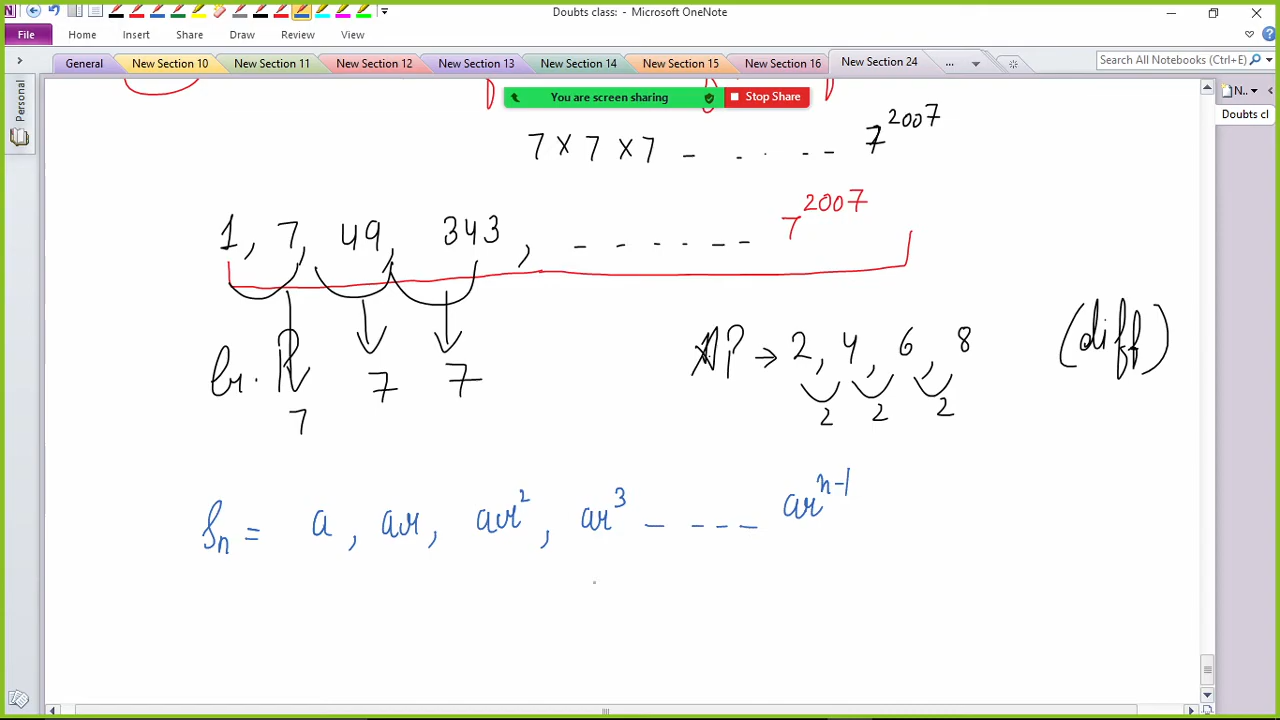 Doubts class: - Microsoft OneNote
File Home Insert Share Draw Review View
General New Section 10 New Section 11 New Section 12 New Section 13 New Section 14 New Section 15 New Section 16 New Section 24 ... Search All Notebooks (Ctrl+E)
You are screen sharing Stop Share
Personal
N..
Doubts cl
7 × 7 × 7 - - - - - 7^2007
1, 7, 49, 343, - - - - - - 7^2007
AP → 2, 4, 6, 8 (diff)
7 7
2 2 2
7
Sn = a, ar, ar², ar³ - - - - ar^n-1